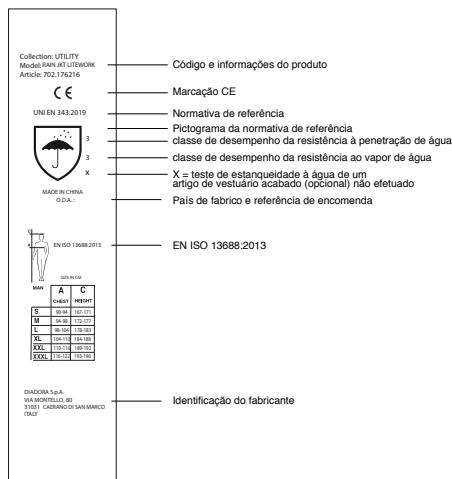 Collection: UTILITY
Model: RAIN JKT LITEWORK
Article: 702.176216
Código e informações do produto
CE
Marcação CE
UNI EN 343:2019
Normativa de referência
Pictograma da normativa de referência
3
classe de desempenho da resistência à penetração de água
3
classe de desempenho da resistência ao vapor de água
X
X = teste de estanqueidade à água de um
artigo de vestuário acabado (opcional) não efetuado
MADE IN CHINA
O.D.A. :
País de fabrico e referência de encomenda
C
A
EN ISO 13688:2013
EN ISO 13688:2013
SIZE IN CM
MAN
A C
CHEST HEIGHT
S 90-94 167-171
M 94-98 172-177
L 98-104 178-183
XL 104-110 184-188
XXL 110-116 189-192
XXXL 116-122 193-196
DIADORA S.p.A.
VIA MONTELLO, 80
31031 CAERANO DI SAN MARCO
ITALY
Identificação do fabricante